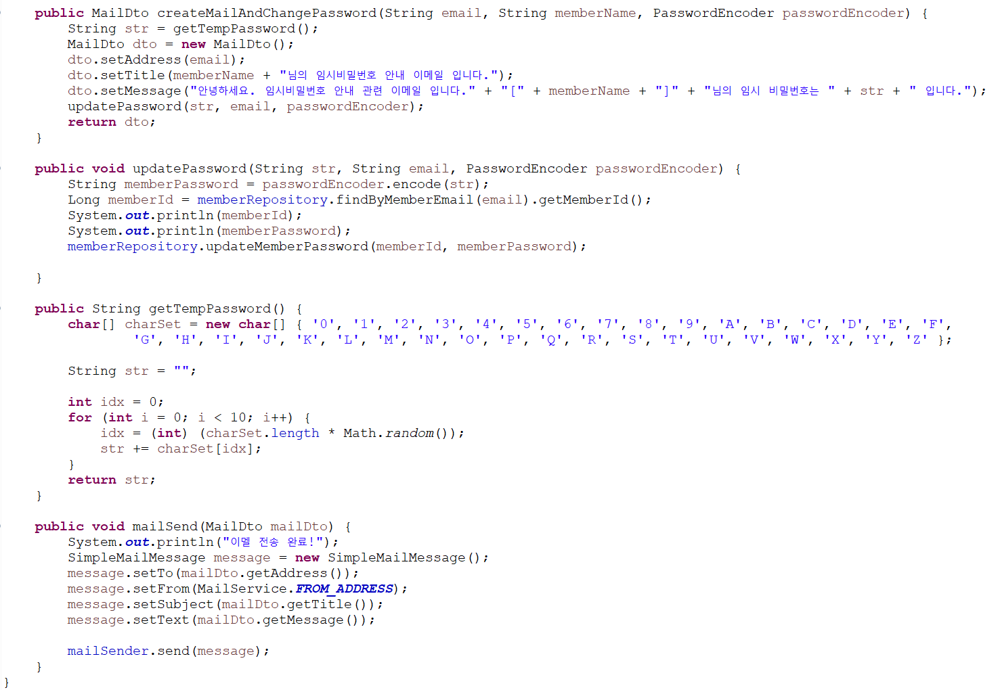 public MailDto createMailAndChangePassword(String email, String memberName, PasswordEncoder passwordEncoder) {
String str = getTempPassword();
MailDto dto = new MailDto();
dto.setAddress(email);
dto.setTitle(memberName + "님의 임시비밀번호 안내 이메일 입니다.");
dto.setMessage("안녕하세요. 임시비밀번호 안내 관련 이메일 입니다." + "[" + memberName + "]" + "님의 임시 비밀번호는 " + str + " 입니다.");
updatePassword(str, email, passwordEncoder);
return dto;
}
public void updatePassword(String str, String email, PasswordEncoder passwordEncoder) {
String memberPassword = passwordEncoder.encode(str);
Long memberId = memberRepository.findByMemberEmail(email).getMemberId();
System.out.println(memberId);
System.out.println(memberPassword);
memberRepository.updateMemberPassword(memberId, memberPassword);
}
public String getTempPassword() {
char[] charSet = new char[] { '0', '1', '2', '3', '4', '5', '6', '7', '8', '9', 'A', 'B', 'C', 'D', 'E', 'F',
'G', 'H', 'I', 'J', 'K', 'L', 'M', 'N', 'O', 'P', 'Q', 'R', 'S', 'T', 'U', 'V', 'W', 'X', 'Y', 'Z' };
String str = "";
int idx = 0;
for (int i = 0; i < 10; i++) {
idx = (int) (charSet.length * Math.random());
str += charSet[idx];
}
return str;
}
public void mailSend(MailDto mailDto) {
System.out.println("이멜 전송 완료!");
SimpleMailMessage message = new SimpleMailMessage();
message.setTo(mailDto.getAddress());
message.setFrom(MailService.FROM_ADDRESS);
message.setSubject(mailDto.getTitle());
message.setText(mailDto.getMessage());
mailSender.send(message);
}
}